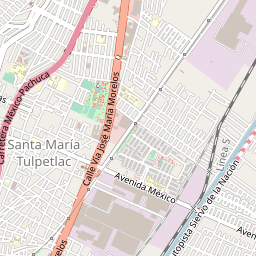 Carretera México-Pachuca
Calle Vía José María Morelos
Santa María
Tulpetlac
Avenida México
Línea S
Autopista Siervo de la Nación
Morelos